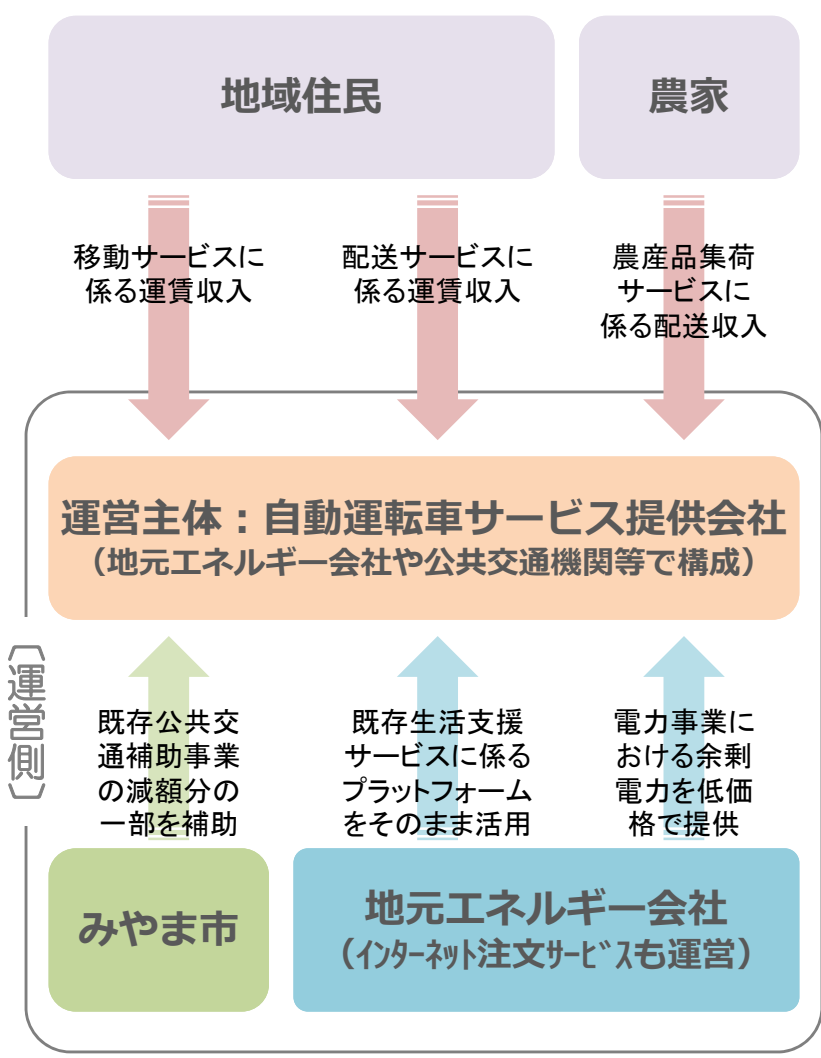 地域住民
農家
移動サービスに
係る運賃収入
配送サービスに
係る運賃収入
農産品集荷
サービスに
係る配送収入
運営主体：自動運転車サービス提供会社
（地元エネルギー会社や公共交通機関等で構成）
〔運営側〕
既存公共交
通補助事業
の減額分の
一部を補助
既存生活支援
サービスに係る
プラットフォーム
をそのまま活用
電力事業に
おける余剰
電力を低価
格で提供
みやま市
地元エネルギー会社
（ｲﾝﾀｰﾈｯﾄ注文ｻｰﾋﾞｽも運営）